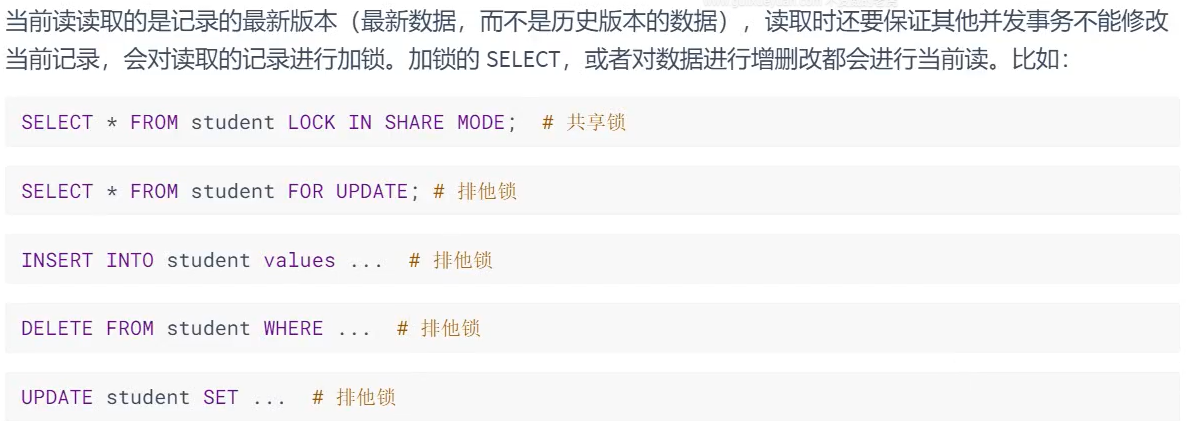 当前读读取的是记录的最新版本（最新数据，而不是历史版本的数据），读取时还要保证其他并发事务不能修改
当前记录，会对读取的记录进行加锁。加锁的 SELECT，或者对数据进行增删改都会进行当前读。比如：
SELECT * FROM student LOCK IN SHARE MODE;  # 共享锁
SELECT * FROM student FOR UPDATE; # 排他锁
INSERT INTO student values ...  # 排他锁
DELETE FROM student WHERE ...  # 排他锁
UPDATE student SET ...  # 排他锁